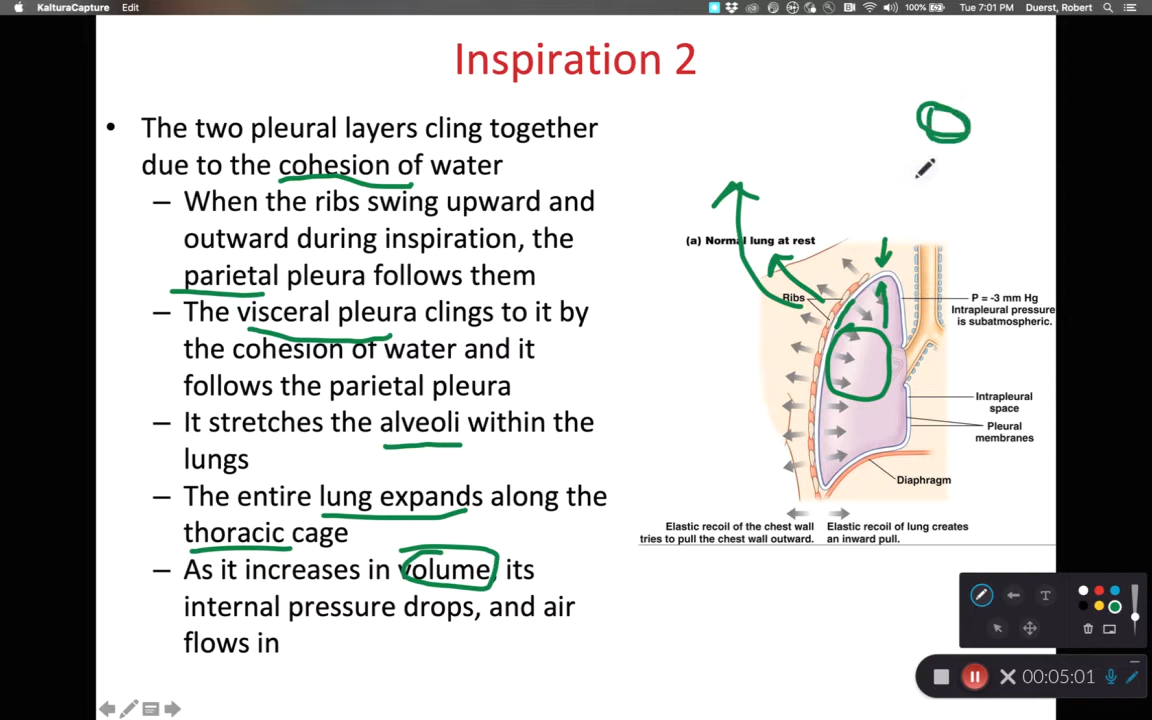 KalturaCapture Edit 100% Tue 7:01 PM Duerst, Robert
Inspiration 2
• The two pleural layers cling together
due to the cohesion of water
– When the ribs swing upward and
outward during inspiration, the
parietal pleura follows them
– The visceral pleura clings to it by
the cohesion of water and it
follows the parietal pleura
– It stretches the alveoli within the
lungs
– The entire lung expands along the
thoracic cage
– As it increases in volume, its
internal pressure drops, and air
flows in
(a) Normal lung at rest
Ribs
P = -3 mm Hg
Intrapleural pressure
is subatmospheric.
Intrapleural
space
Pleural
membranes
Diaphragm
Elastic recoil of the chest wall
tries to pull the chest wall outward.
Elastic recoil of lung creates
an inward pull.
T
00:05:01